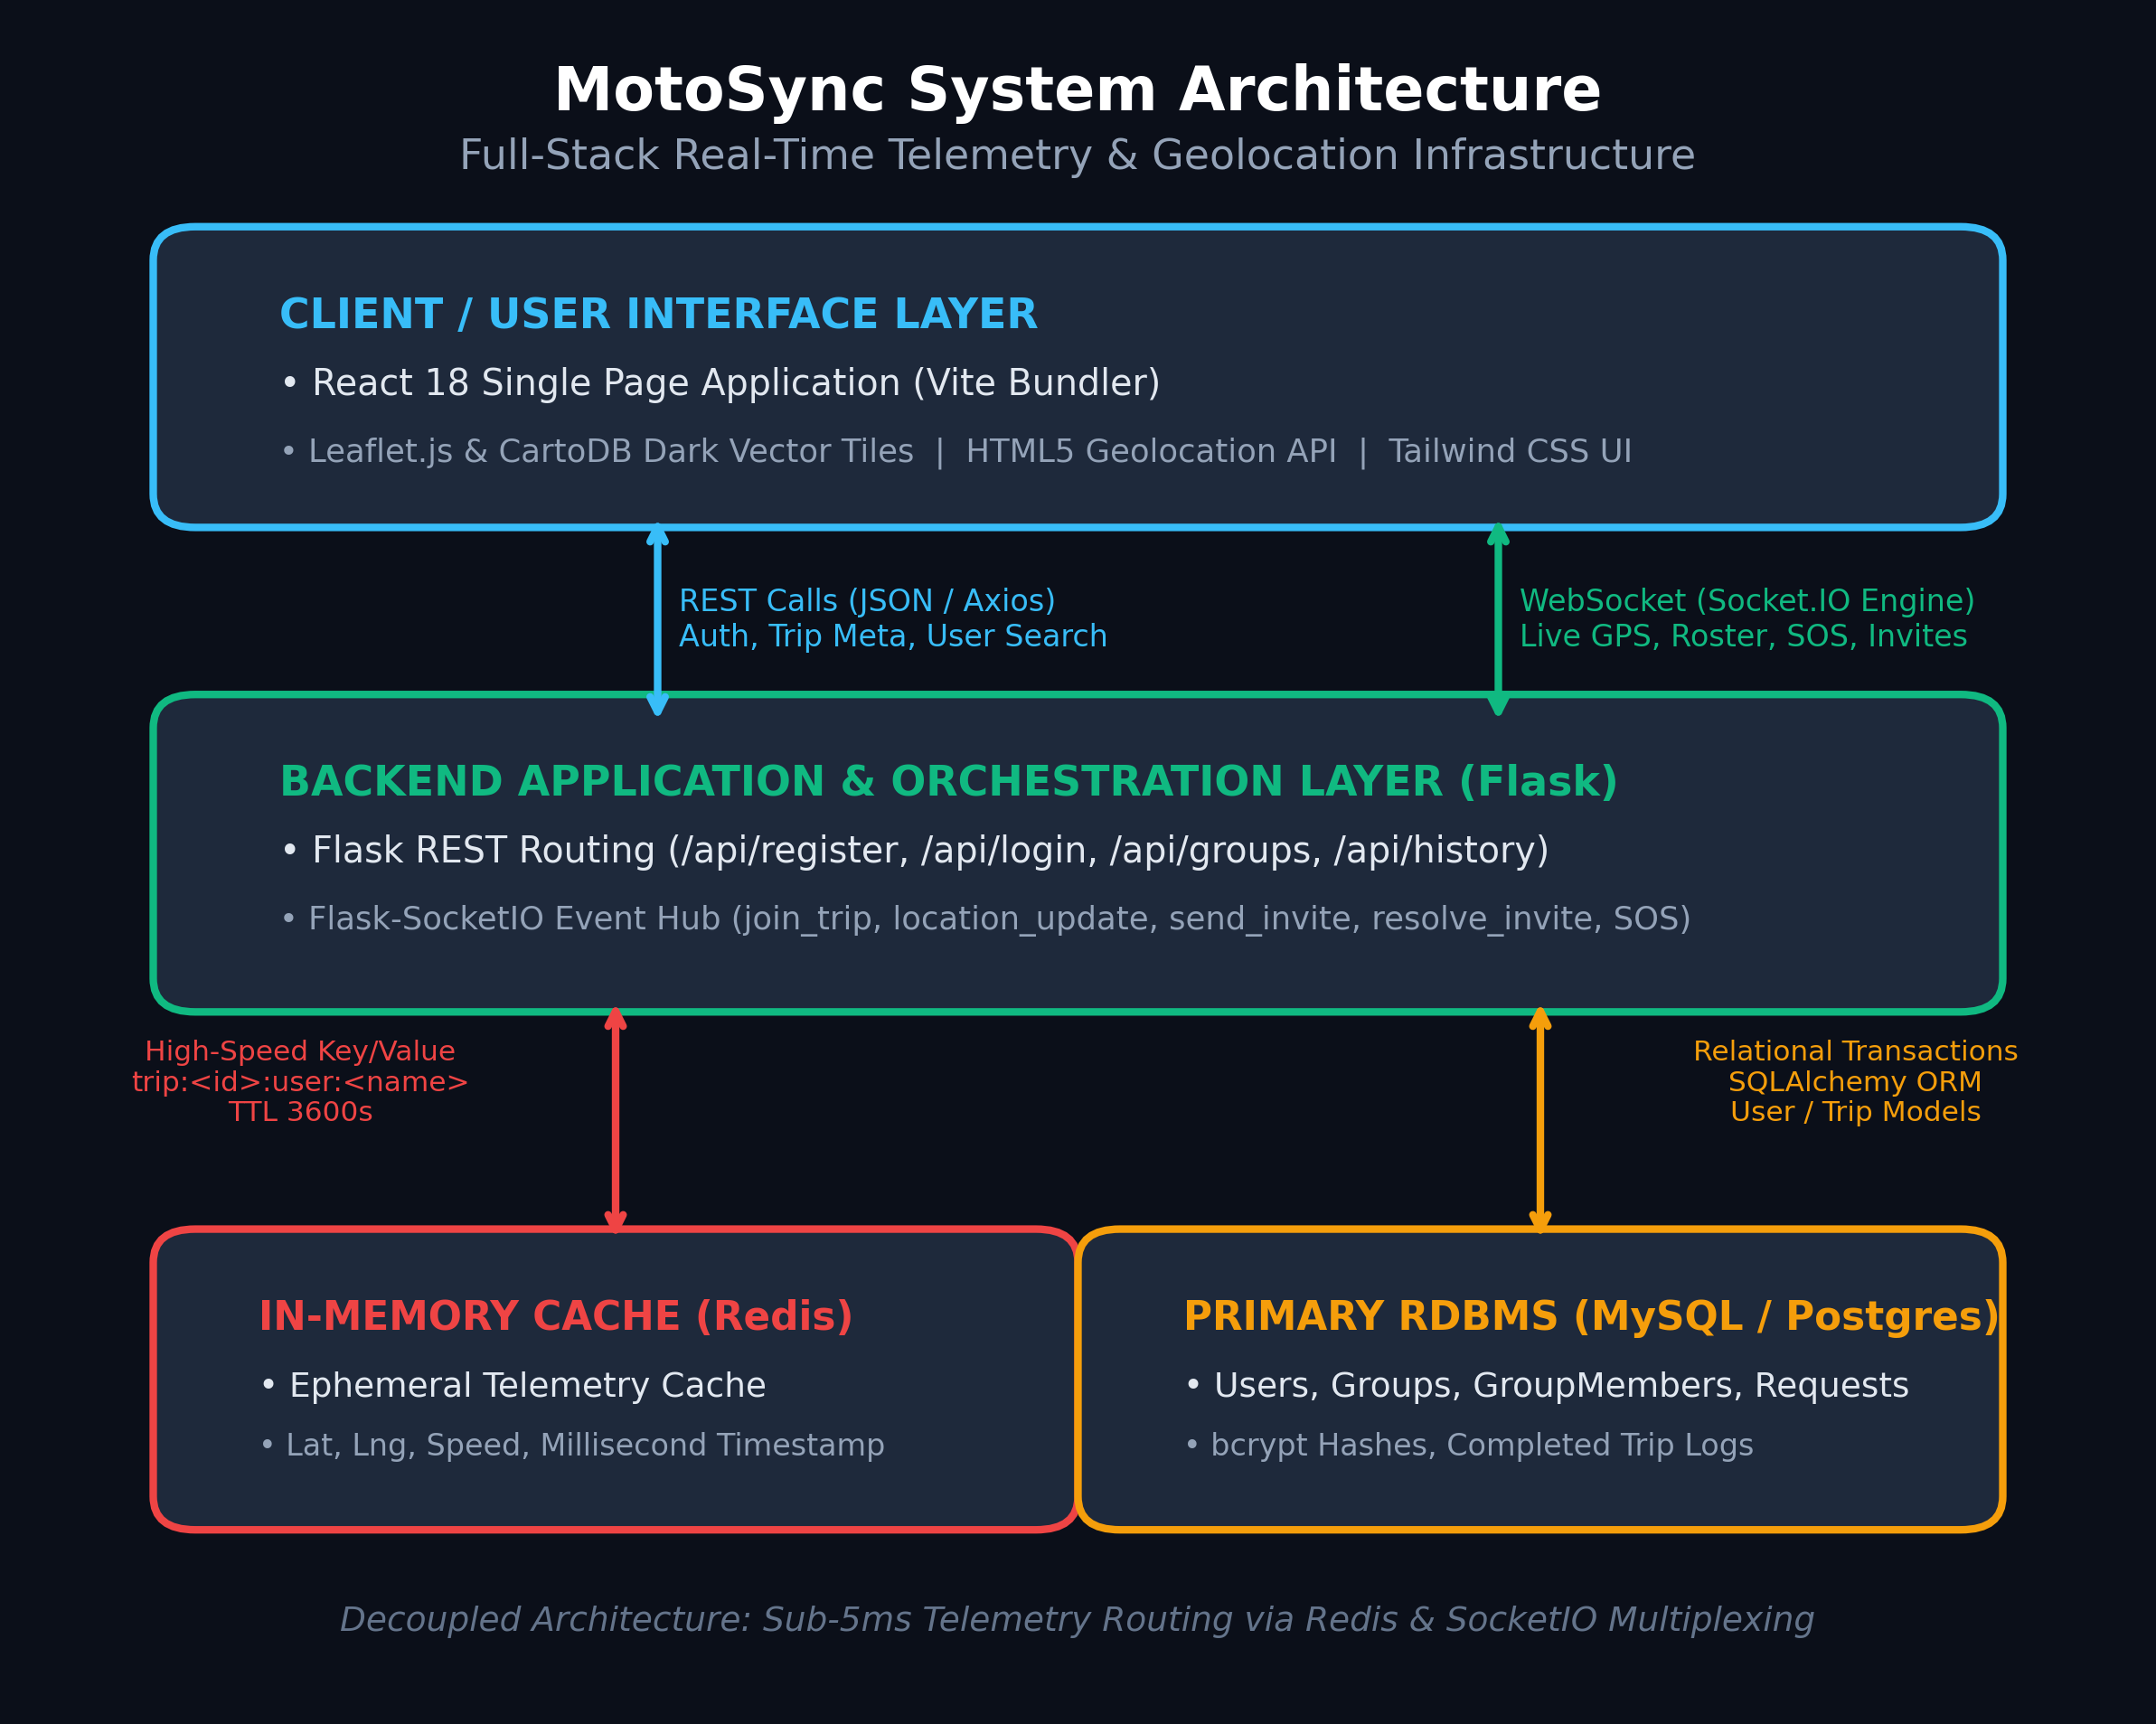 MotoSync System Architecture
Full-Stack Real-Time Telemetry & Geolocation Infrastructure
CLIENT / USER INTERFACE LAYER
• React 18 Single Page Application (Vite Bundler)
• Leaflet.js & CartoDB Dark Vector Tiles | HTML5 Geolocation API | Tailwind CSS UI
REST Calls (JSON / Axios)
Auth, Trip Meta, User Search
WebSocket (Socket.IO Engine)
Live GPS, Roster, SOS, Invites
BACKEND APPLICATION & ORCHESTRATION LAYER (Flask)
• Flask REST Routing (/api/register, /api/login, /api/groups, /api/history)
• Flask-SocketIO Event Hub (join_trip, location_update, send_invite, resolve_invite, SOS)
High-Speed Key/Value
trip:<id>:user:<name>
TTL 3600s
Relational Transactions
SQLAlchemy ORM
User / Trip Models
IN-MEMORY CACHE (Redis)
• Ephemeral Telemetry Cache
• Lat, Lng, Speed, Millisecond Timestamp
PRIMARY RDBMS (MySQL / Postgres)
• Users, Groups, GroupMembers, Requests
• bcrypt Hashes, Completed Trip Logs
Decoupled Architecture: Sub-5ms Telemetry Routing via Redis & SocketIO Multiplexing